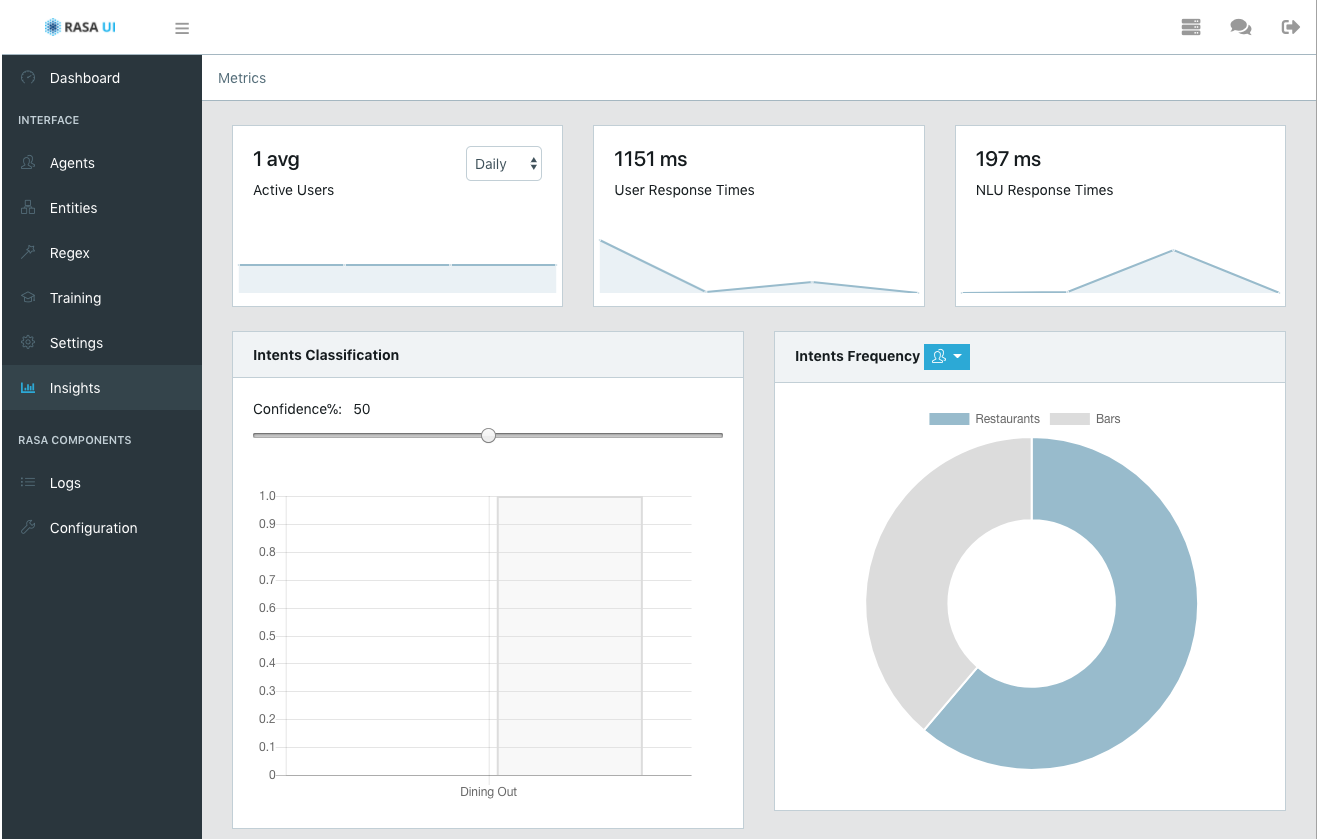 RASA UI
Dashboard
INTERFACE
Agents
Entities
Regex
Training
Settings
Insights
RASA COMPONENTS
Logs
Configuration
Metrics
1 avg
Daily
Active Users
1151 ms
User Response Times
197 ms
NLU Response Times
Intents Classification
Confidence%: 50
1.0
0.9
0.8
0.7
0.6
0.5
0.4
0.3
0.2
0.1
0
Dining Out
Intents Frequency
Restaurants Bars